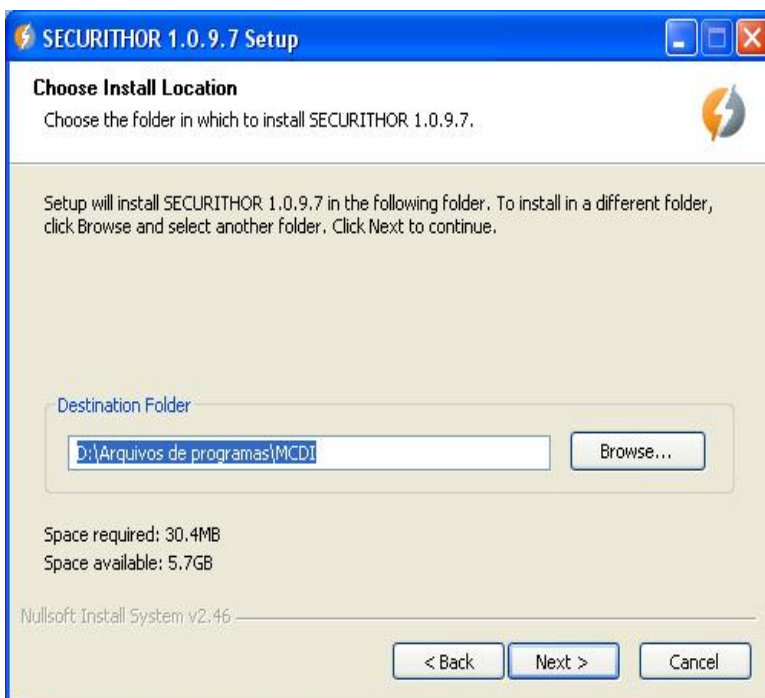 SECURITHOR 1.0.9.7 Setup
Choose Install Location
Choose the folder in which to install SECURITHOR 1.0.9.7.
Setup will install SECURITHOR 1.0.9.7 in the following folder. To install in a different folder,
click Browse and select another folder. Click Next to continue.
Destination Folder
D:\Arquivos de programas\MCDI
Browse...
Space required: 30.4MB
Space available: 5.7GB
Nullsoft Install System v2.46
< Back
Next >
Cancel